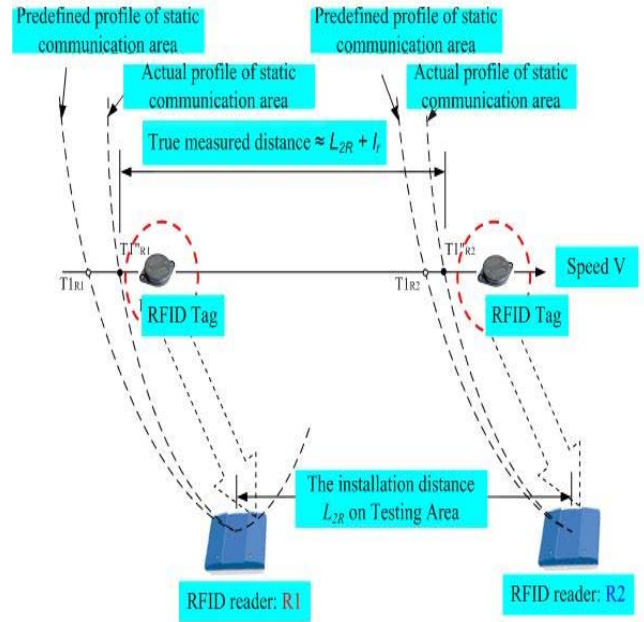 Predefined profile of static
communication area
Predefined profile of static
communication area
Actual profile of static
communication area
Actual profile of static
communication area
True measured distance ≈ L2R + lr
T1"R1
T1"R2
T1R1
T1R2
Speed V
RFID Tag
RFID Tag
The installation distance
L2R on Testing Area
RFID reader: R1
RFID reader: R2